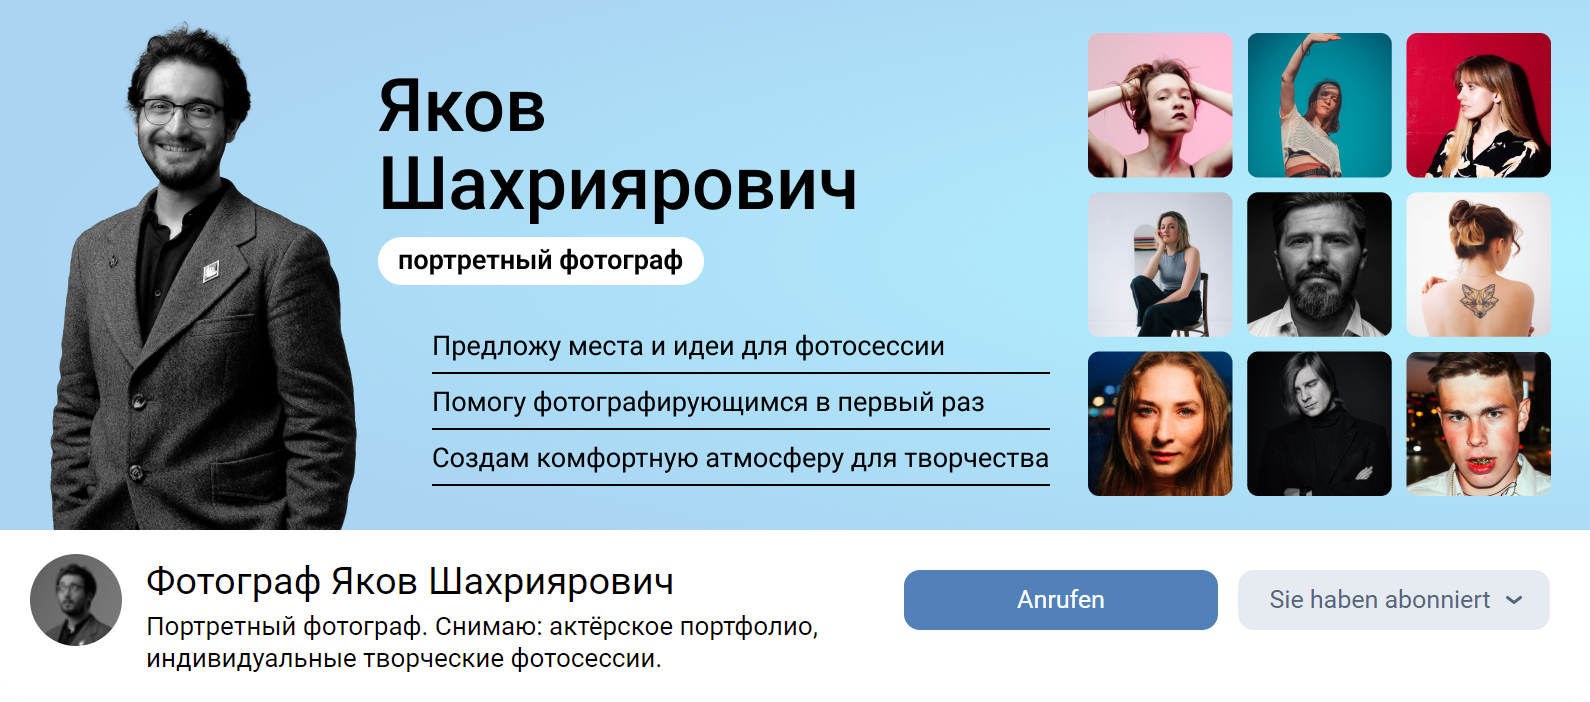 Яков
Шахриярович
портретный фотограф
Предложу места и идеи для фотосессии
Помогу фотографирующимся в первый раз
Создам комфортную атмосферу для творчества
Фотограф Яков Шахриярович
Портретный фотограф. Снимаю: актёрское портфолио,
индивидуальные творческие фотосессии.
Anrufen
Sie haben abonniert